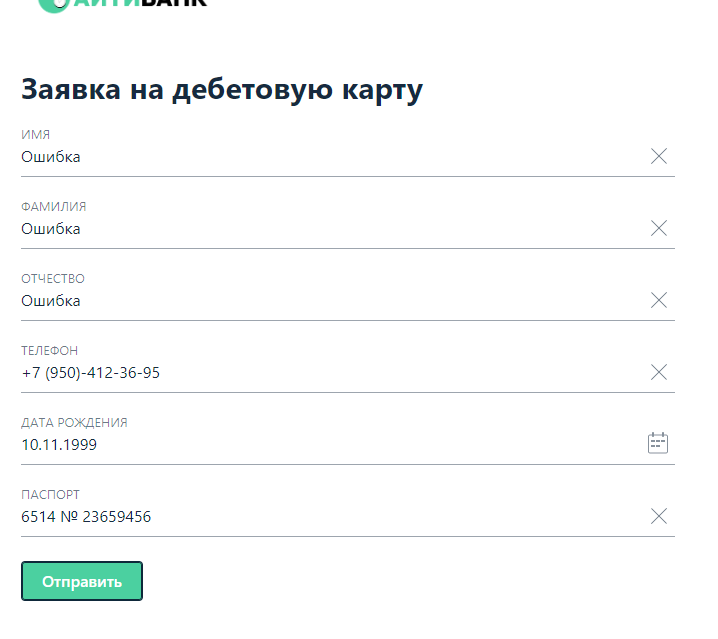 АЙТИБАНК
Заявка на дебетовую карту
ИМЯ
Ошибка
ФАМИЛИЯ
Ошибка
ОТЧЕСТВО
Ошибка
ТЕЛЕФОН
+7 (950)-412-36-95
ДАТА РОЖДЕНИЯ
10.11.1999
ПАСПОРТ
6514 № 23659456
Отправить